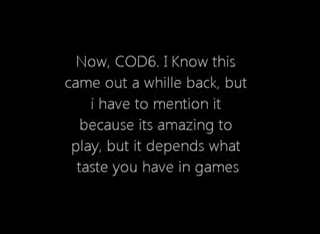 Now, COD6. I Know this
came out a whille back, but
i have to mention it
because its amazing to
play, but it depends what
taste you have in games